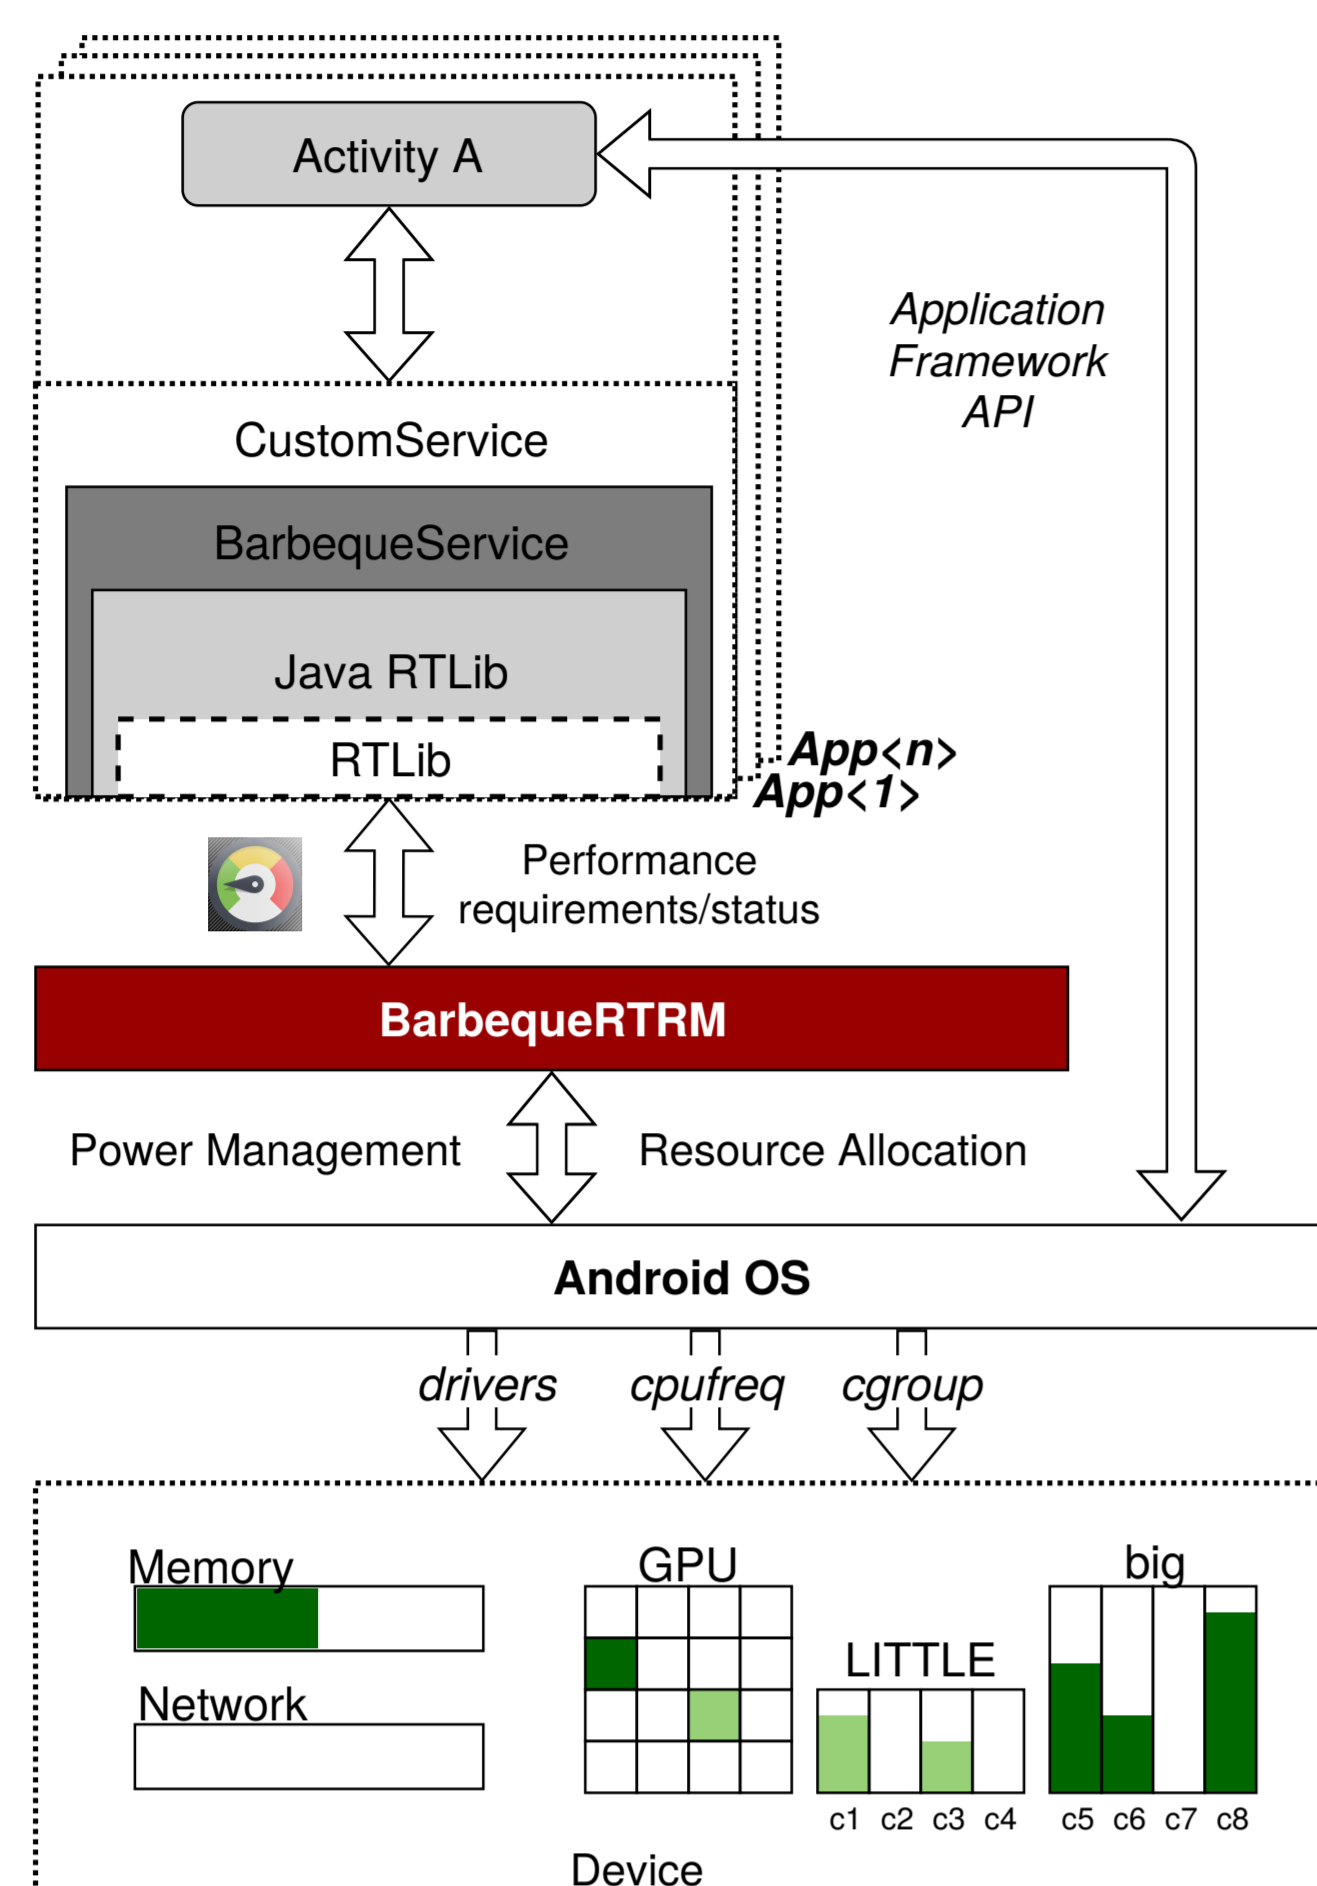 Activity A
Application
Framework
API
CustomService
BarbequeService
Java RTLib
RTLib
App<n>
App<1>
Performance
requirements/status
BarbequeRTRM
Power Management
Resource Allocation
Android OS
drivers
cpufreq
cgroup
Memory
GPU
big
LITTLE
Network
c1 c2 c3 c4
c5 c6 c7 c8
Device